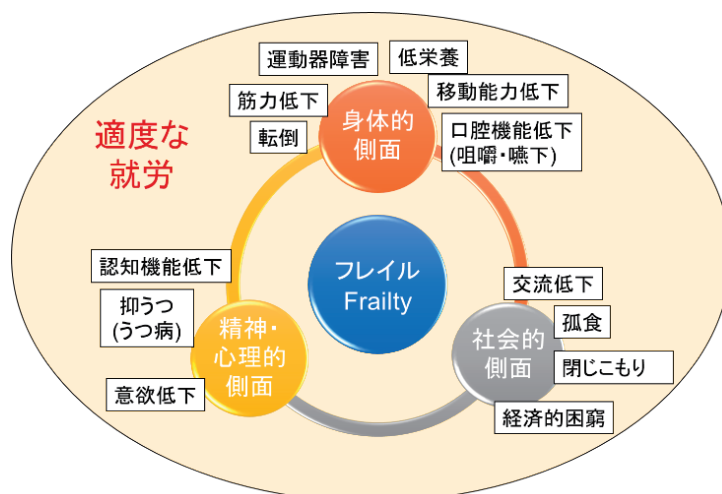 運動器障害
低栄養
筋力低下
移動能力低下
転倒
身体的
側面
口腔機能低下
(咀嚼・嚥下)
適度な
就労
フレイル
Frailty
認知機能低下
抑うつ
(うつ病)
精神・
心理的
側面
意欲低下
交流低下
孤食
社会的
側面
閉じこもり
経済的困窮